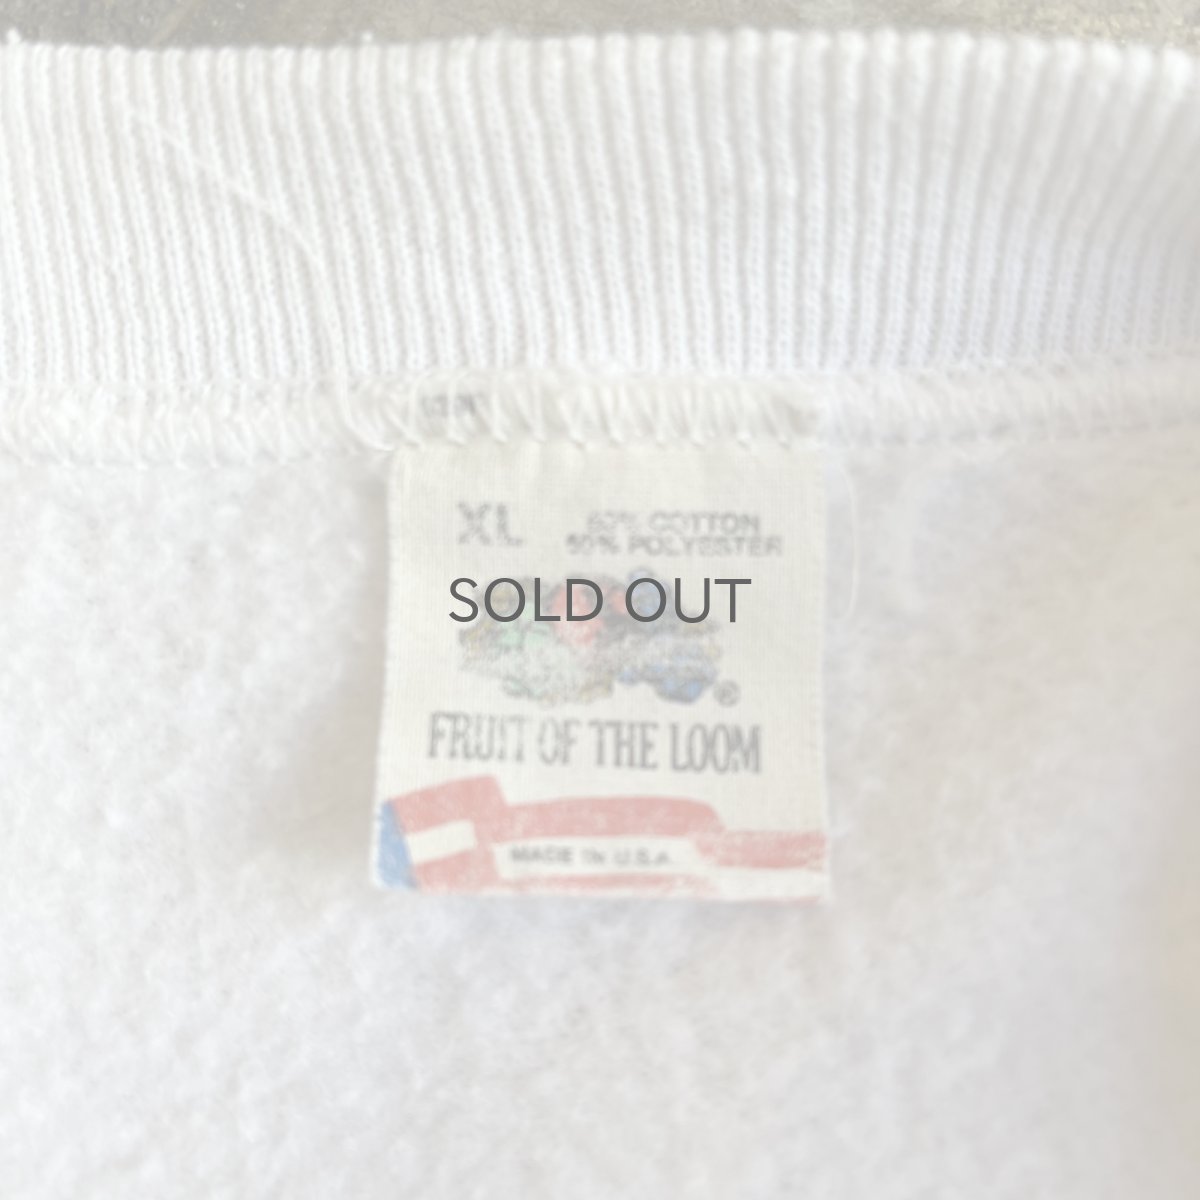 XL
50% COTTON
50% POLYESTER
SOLD OUT
®
FRUIT OF THE LOOM
MADE IN U.S.A.